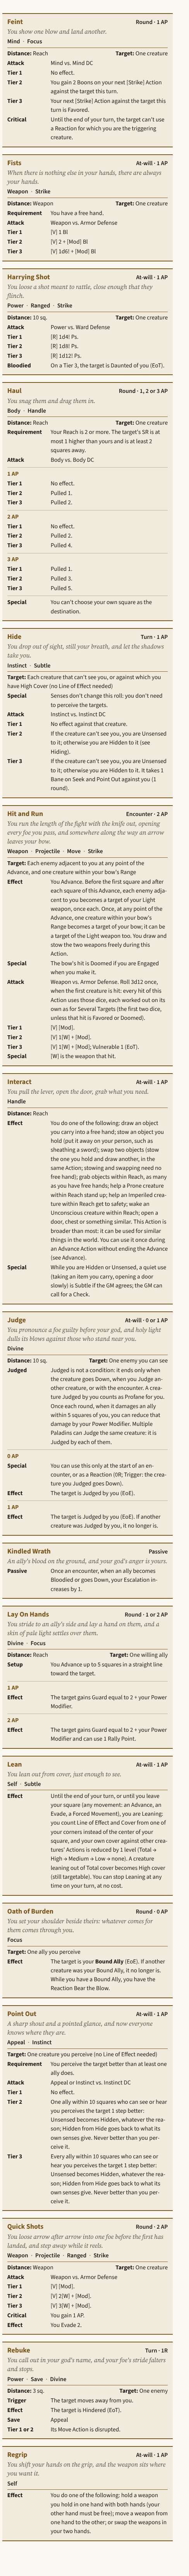 Feint Round · 1 AP
You show one blow and land another.
Mind · Focus
Distance: Reach Target: One creature
Attack Mind vs. Mind DC
Tier 1 No effect.
Tier 2 You gain 2 Boons on your next [Strike] Action
against the target this turn.
Tier 3 Your next [Strike] Action against the target this
turn is Favored.
Critical Until the end of your turn, the target can't use
a Reaction for which you are the triggering
creature.
Fists At-will · 1 AP
When there is nothing else in your hands, there are always
your hands.
Weapon · Strike
Distance: Weapon Target: One creature
Requirement You have a free hand.
Attack Weapon vs. Armor Defense
Tier 1 [V] 1 Bl
Tier 2 [V] 2 + [Mod] Bl
Tier 3 [V] 1d6! + [Mod] Bl
Harrying Shot At-will · 1 AP
You loose a shot meant to rattle, close enough that they
flinch.
Power · Ranged · Strike
Distance: 10 sq. Target: One creature
Attack Power vs. Ward Defense
Tier 1 [R] 1d4! Ps.
Tier 2 [R] 1d8! Ps.
Tier 3 [R] 1d12! Ps.
Bloodied On a Tier 3, the target is Daunted of you (EoT).
Haul Round · 1, 2 or 3 AP
You snag them and drag them in.
Body · Handle
Distance: Reach Target: One creature
Requirement Your Reach is 2 or more. The target's SR is at
most 1 higher than yours and is at least 2
squares away.
Attack Body vs. Body DC
1 AP
Tier 1 No effect.
Tier 2 Pulled 1.
Tier 3 Pulled 2.
2 AP
Tier 1 No effect.
Tier 2 Pulled 2.
Tier 3 Pulled 4.
3 AP
Tier 1 Pulled 1.
Tier 2 Pulled 3.
Tier 3 Pulled 5.
Special You can't choose your own square as the
destination.
Hide Turn · 1 AP
You drop out of sight, still your breath, and let the shadows
take you.
Instinct · Subtle
Target: Each creature that can't see you, or against which you
have High Cover (no Line of Effect needed)
Special Senses don't change this roll: you don't need
to perceive the targets.
Attack Instinct vs. Instinct DC
Tier 1 No effect against that creature.
Tier 2 If the creature can't see you, you are Unsensed
to it; otherwise you are Hidden to it (see
Hiding).
Tier 3 If the creature can't see you, you are Unsensed
to it; otherwise you are Hidden to it. It takes 1
Bane on Seek and Point Out against you (1
round).
Hit and Run Encounter · 2 AP
You run the length of the fight with the knife out, opening
every foe you pass, and somewhere along the way an arrow
leaves your bow.
Weapon · Projectile · Move · Strike
Target: Each enemy adjacent to you at any point of the
Advance, and one creature within your bow's Range
Effect You Advance. Before the first square and after
each square of this Advance, each enemy adja-
cent to you becomes a target of your Light
weapon, once each. Once, at any point of the
Advance, one creature within your bow's
Range becomes a target of your bow; it can be
a target of the Light weapon too. You draw and
stow the two weapons freely during this
Action.
Special The bow's hit is Doomed if you are Engaged
when you make it.
Attack Weapon vs. Armor Defense. Roll 3d12 once,
when the first creature is hit: every hit of this
Action uses those dice, each worked out on its
own as for Several Targets (the first two dice,
unless that hit is Favored or Doomed).
Tier 1 [V] [Mod].
Tier 2 [V] 1[W] + [Mod].
Tier 3 [V] 1[W] + [Mod]; Vulnerable 1 (EoT).
Special [W] is the weapon that hit.
Interact At-will · 1 AP
You pull the lever, open the door, grab what you need.
Handle
Distance: Reach
Effect You do one of the following: draw an object
you carry into a free hand; stow an object you
hold (put it away on your person, such as
sheathing a sword); swap two objects (stow
the one you hold and draw another, in the
same Action; stowing and swapping need no
free hand); grab objects within Reach, as many
as you have free hands; help a Prone creature
within Reach stand up; help an Imperiled crea-
ture within Reach get to safety; wake an
Unconscious creature within Reach; open a
door, chest or something similar. This Action is
broader than most: it can be used for similar
things in the world. You can use it once during
an Advance Action without ending the Advance
(see Advance).
Special While you are Hidden or Unsensed, a quiet use
(taking an item you carry, opening a door
slowly) is Subtle if the GM agrees; the GM can
call for a Check.
Judge At-will · 0 or 1 AP
You pronounce a foe guilty before your god, and holy light
dulls its blows against those who stand near you.
Divine
Distance: 10 sq. Target: One enemy you can see
Judged Judged is not a condition: it ends only when
the creature goes Down, when you Judge an-
other creature, or with the encounter. A crea-
ture Judged by you counts as Profane for you.
Once each round, when it damages an ally
within 5 squares of you, you can reduce that
damage by your Power Modifier. Multiple
Paladins can Judge the same creature: it is
Judged by each of them.
0 AP
Special You can use this only at the start of an en-
counter, or as a Reaction (0R; Trigger: the crea-
ture you Judged goes Down).
Effect The target is Judged by you (EoE).
1 AP
Effect The target is Judged by you (EoE). If another
creature was Judged by you, it no longer is.
Kindled Wrath Passive
An ally's blood on the ground, and your god's anger is yours.
Passive Once an encounter, when an ally becomes
Bloodied or goes Down, your Escalation in-
creases by 1.
Lay On Hands Round · 1 or 2 AP
You stride to an ally's side and lay a hand on them, and a
skin of pale light settles over them.
Divine · Focus
Distance: Reach Target: One willing ally
Setup You Advance up to 5 squares in a straight line
toward the target.
1 AP
Effect The target gains Guard equal to 2 + your Power
Modifier.
2 AP
Effect The target gains Guard equal to 2 + your Power
Modifier and can use 1 Rally Point.
Lean At-will · 1 AP
You lean out from cover, just enough to see.
Self · Subtle
Effect Until the end of your turn, or until you leave
your square (any movement: an Advance, an
Evade, a Forced Movement), you are Leaning:
you count Line of Effect and Cover from one of
your corners instead of the center of your
square, and your own cover against other crea-
tures' Actions is reduced by 1 level (Total →
High → Medium → Low → none). A creature
leaning out of Total cover becomes High cover
(still targetable). You can stop Leaning at any
time on your turn, at no cost.
Oath of Burden Round · 0 AP
You set your shoulder beside theirs: whatever comes for
them comes through you.
Focus
Target: One ally you perceive
Effect The target is your Bound Ally (EoE). If another
creature was your Bound Ally, it no longer is.
While you have a Bound Ally, you have the
Reaction Bear the Blow.
Point Out At-will · 1 AP
A sharp shout and a pointed glance, and now everyone
knows where they are.
Appeal · Instinct
Target: One creature you perceive (no Line of Effect needed)
Requirement You perceive the target better than at least one
ally does.
Attack Appeal or Instinct vs. Instinct DC
Tier 1 No effect.
Tier 2 One ally within 10 squares who can see or hear
you perceives the target 1 step better:
Unsensed becomes Hidden, whatever the rea-
son; Hidden from Hide goes back to what its
own senses give. Never better than you per-
ceive it.
Tier 3 Every ally within 10 squares who can see or
hear you perceives the target 1 step better:
Unsensed becomes Hidden, whatever the rea-
son; Hidden from Hide goes back to what its
own senses give. Never better than you per-
ceive it.
Quick Shots Round · 2 AP
You loose arrow after arrow into one foe before the first has
landed, and step away while it reels.
Weapon · Projectile · Ranged · Strike
Distance: Weapon Target: One creature
Attack Weapon vs. Armor Defense
Tier 1 [V] [Mod].
Tier 2 [V] 2[W] + [Mod].
Tier 3 [V] 3[W] + [Mod].
Critical You gain 1 AP.
Effect You Evade 2.
Rebuke Turn · 1R
You call out in your god's name, and your foe's stride falters
and stops.
Power · Save · Divine
Distance: 3 sq. Target: One enemy
Trigger The target moves away from you.
Effect The target is Hindered (EoT).
Save Appeal
Tier 1 or 2 Its Move Action is disrupted.
Regrip At-will · 1 AP
You shift your hands on the grip, and the weapon sits where
you want it.
Self
Effect You do one of the following: hold a weapon
you hold in one hand with both hands (your
other hand must be free); move a weapon from
one hand to the other; or swap the weapons in
your two hands.